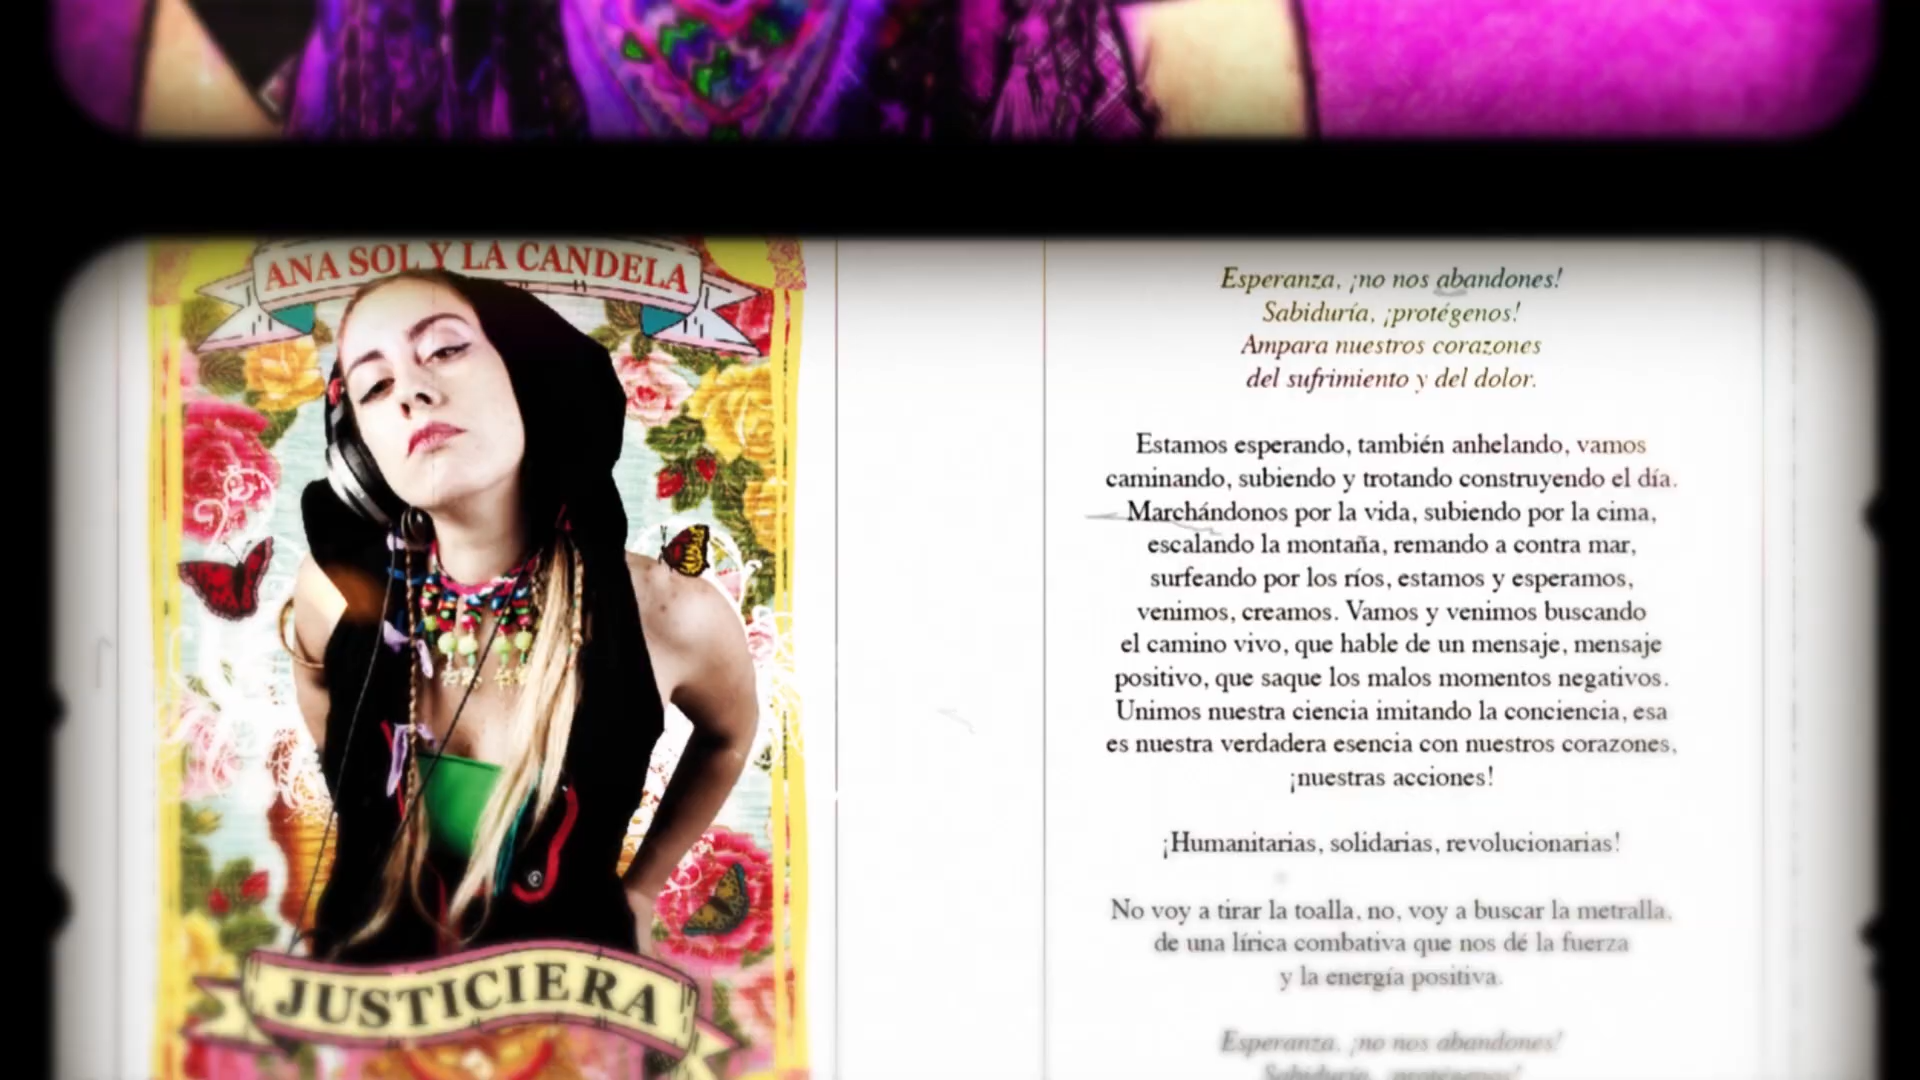 ANA SOL Y LA CANDELA
JUSTICIERA
Esperanza, ¡no nos abandones!
Sabiduría, ¡protégenos!
Ampara nuestros corazones
del sufrimiento y del dolor.
Estamos esperando, también anhelando, vamos
caminando, subiendo y trotando construyendo el día.
Marchándonos por la vida, subiendo por la cima,
escalando la montaña, remando a contra mar,
surfeando por los ríos, estamos y esperamos,
venimos, creamos. Vamos y venimos buscando
el camino vivo, que hable de un mensaje, mensaje
positivo, que saque los malos momentos negativos.
Unimos nuestra ciencia imitando la conciencia, esa
es nuestra verdadera esencia con nuestros corazones,
¡nuestras acciones!
¡Humanitarias, solidarias, revolucionarias!
No voy a tirar la toalla, no, voy a buscar la metralla,
de una lírica combativa que nos dé la fuerza
y la energía positiva.
Esperanza, ¡no nos abandones!
Sabiduría, ¡protégenos!